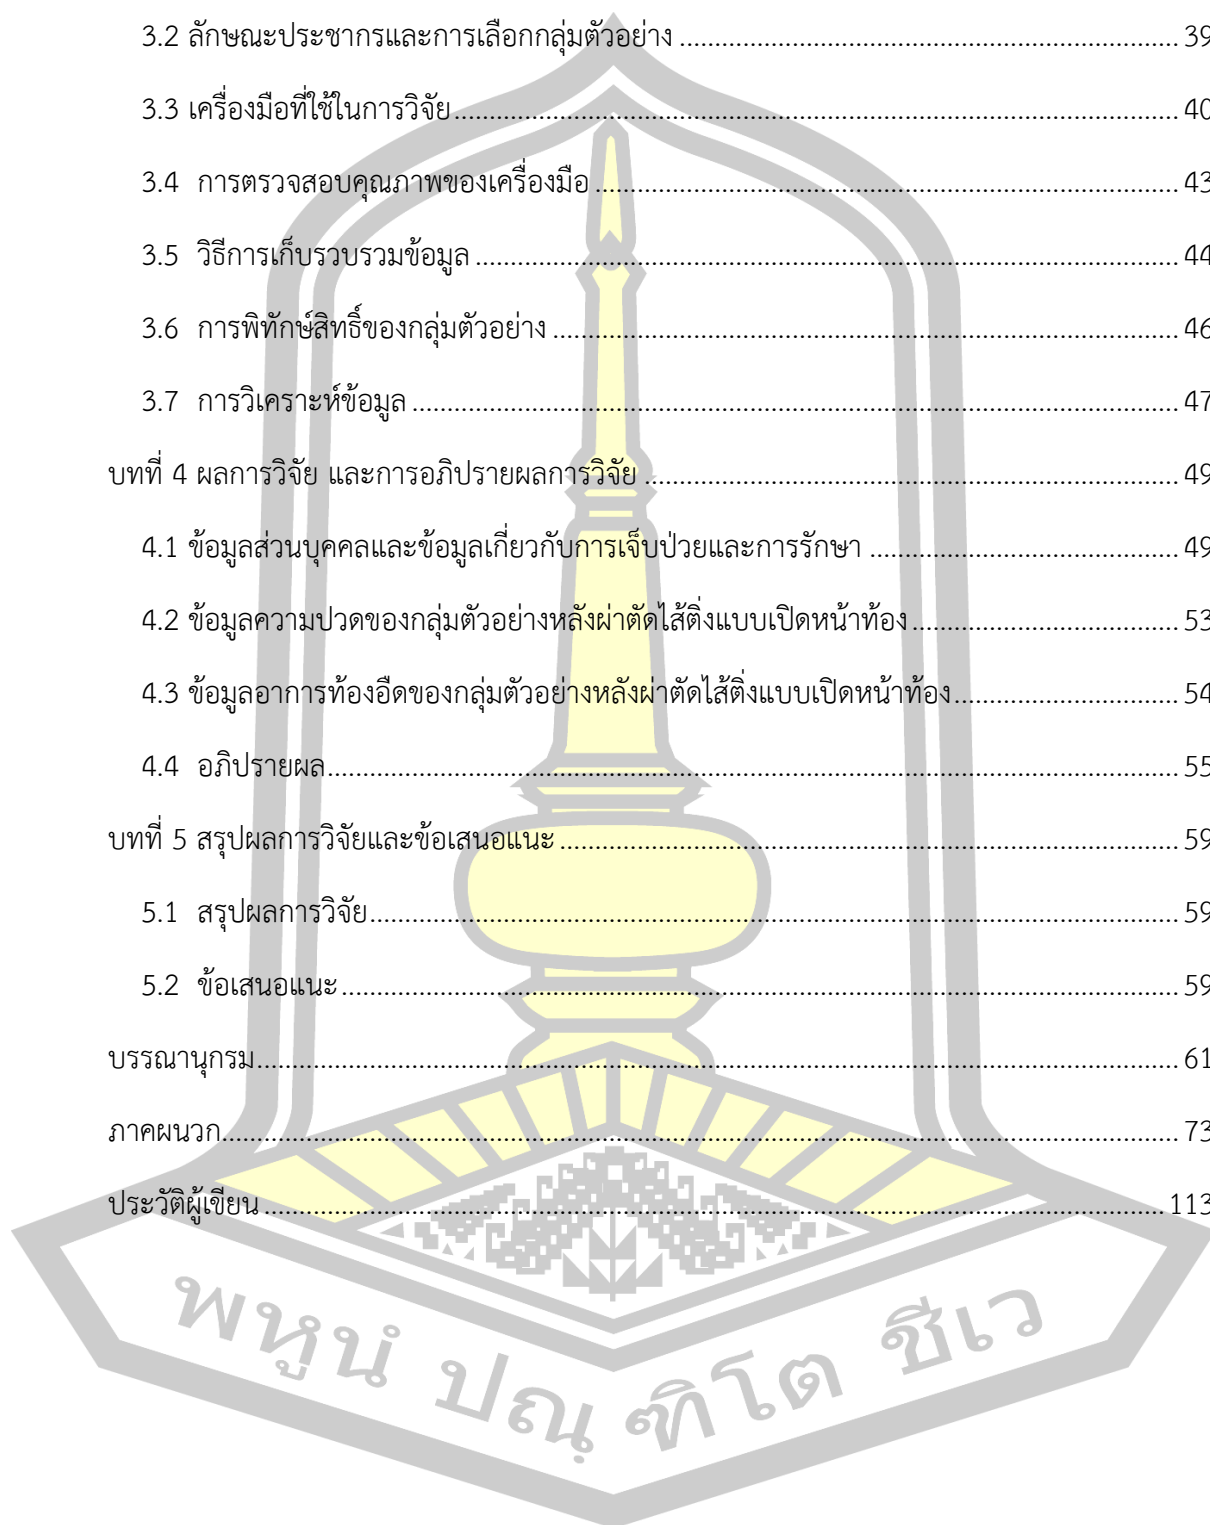 3.2 ลักษณะประชากรและการเลือกกลุ่มตัวอย่าง ........ 39
3.3 เครื่องมือที่ใช้ในการวิจัย ........ 40
3.4 การตรวจสอบคุณภาพของเครื่องมือ ........ 43
3.5 วิธีการเก็บรวบรวมข้อมูล ........ 44
3.6 การพิทักษ์สิทธิ์ของกลุ่มตัวอย่าง ........ 46
3.7 การวิเคราะห์ข้อมูล ........ 47
บทที่ 4 ผลการวิจัย และการอภิปรายผลการวิจัย ........ 49
4.1 ข้อมูลส่วนบุคคลและข้อมูลเกี่ยวกับการเจ็บป่วยและการรักษา ........ 49
4.2 ข้อมูลความปวดของกลุ่มตัวอย่างหลังผ่าตัดไส้ติ่งแบบเปิดหน้าท้อง ........ 53
4.3 ข้อมูลอาการท้องอืดของกลุ่มตัวอย่างหลังผ่าตัดไส้ติ่งแบบเปิดหน้าท้อง ........ 54
4.4 อภิปรายผล ........ 55
บทที่ 5 สรุปผลการวิจัยและข้อเสนอแนะ ........ 59
5.1 สรุปผลการวิจัย ........ 59
5.2 ข้อเสนอแนะ ........ 59
บรรณานุกรม ........ 61
ภาคผนวก ........ 73
ประวัติผู้เขียน ........ 113
พหูนํ ปณฺ ฑิโต ชีเว